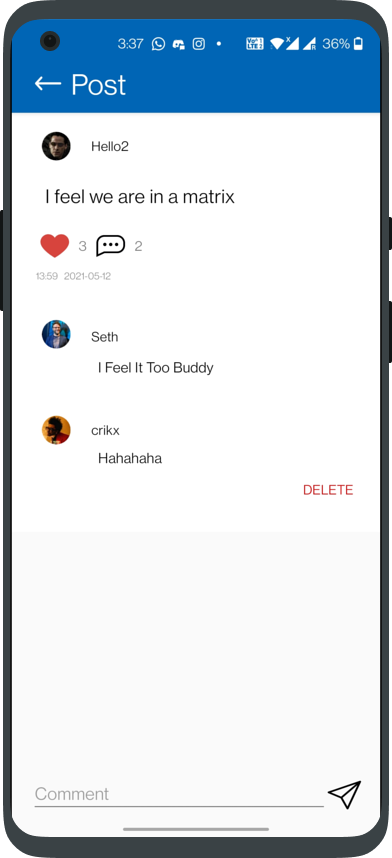 3:37 36%
Post
Hello2
I feel we are in a matrix
3 2
13:59 2021-05-12
Seth
I Feel It Too Buddy
crikx
Hahahaha
DELETE
Comment